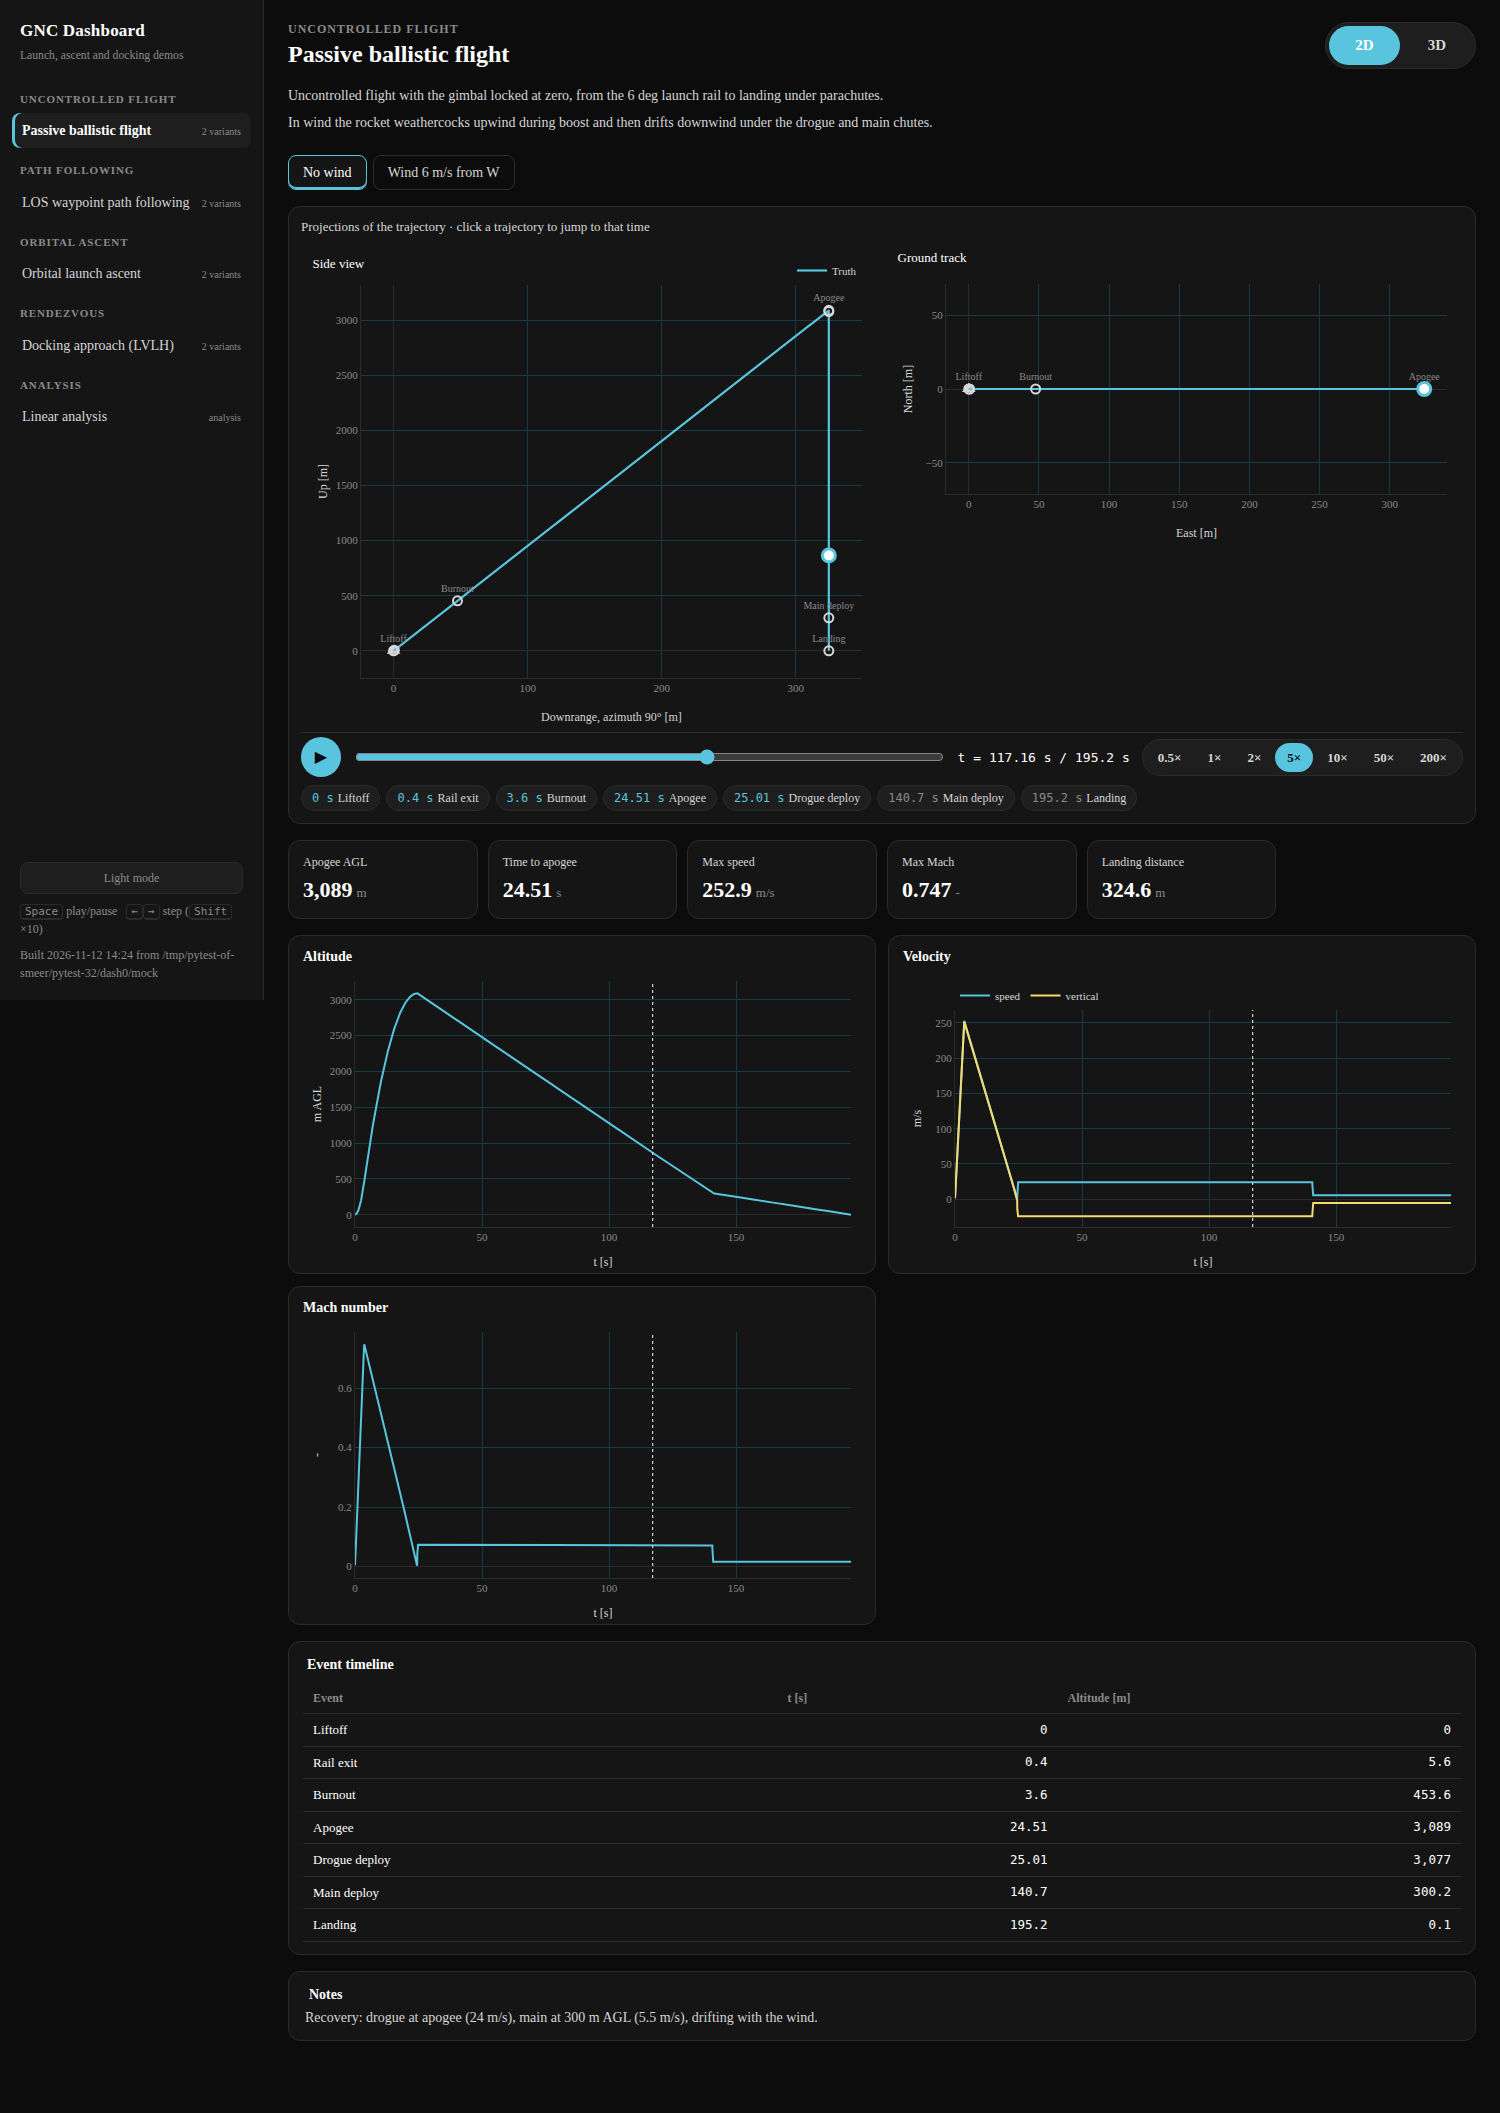 GNC Dashboard
Launch, ascent and docking demos
UNCONTROLLED FLIGHT
Passive ballistic flight 2 variants
PATH FOLLOWING
LOS waypoint path following 2 variants
ORBITAL ASCENT
Orbital launch ascent 2 variants
RENDEZVOUS
Docking approach (LVLH) 2 variants
ANALYSIS
Linear analysis analysis
Light mode
Space play/pause ← → step (Shift
×10)
Built 2026-11-12 14:24 from /tmp/pytest-of-
smeer/pytest-32/dash0/mock
UNCONTROLLED FLIGHT
Passive ballistic flight
2D 3D
Uncontrolled flight with the gimbal locked at zero, from the 6 deg launch rail to landing under parachutes.
In wind the rocket weathercocks upwind during boost and then drifts downwind under the drogue and main chutes.
No wind Wind 6 m/s from W
Projections of the trajectory · click a trajectory to jump to that time
Side view
Truth
Apogee
3000
2500
2000
1500
1000
500
0
Up [m]
Burnout
Main deploy
Liftoff
Landing
0 100 200 300
Downrange, azimuth 90° [m]
Ground track
50
0
−50
North [m]
Liftoff Burnout Apogee
0 50 100 150 200 250 300
East [m]
▶ t = 117.16 s / 195.2 s 0.5× 1× 2× 5× 10× 50× 200×
0 s Liftoff 0.4 s Rail exit 3.6 s Burnout 24.51 s Apogee 25.01 s Drogue deploy 140.7 s Main deploy 195.2 s Landing
Apogee AGL
3,089 m
Time to apogee
24.51 s
Max speed
252.9 m/s
Max Mach
0.747 -
Landing distance
324.6 m
Altitude
3000
2500
2000
1500
1000
500
0
m AGL
0 50 100 150
t [s]
Velocity
speed vertical
250
200
150
100
50
0
m/s
0 50 100 150
t [s]
Mach number
0.6
0.4
0.2
0
-
0 50 100 150
t [s]
Event timeline
Event t [s] Altitude [m]
Liftoff 0 0
Rail exit 0.4 5.6
Burnout 3.6 453.6
Apogee 24.51 3,089
Drogue deploy 25.01 3,077
Main deploy 140.7 300.2
Landing 195.2 0.1
Notes
Recovery: drogue at apogee (24 m/s), main at 300 m AGL (5.5 m/s), drifting with the wind.